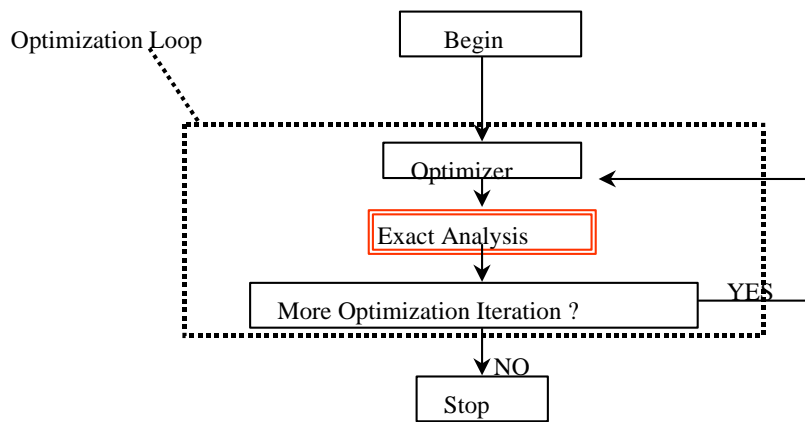 Optimization Loop
Begin
Optimizer
Exact Analysis
More Optimization Iteration ?
YES
NO
Stop